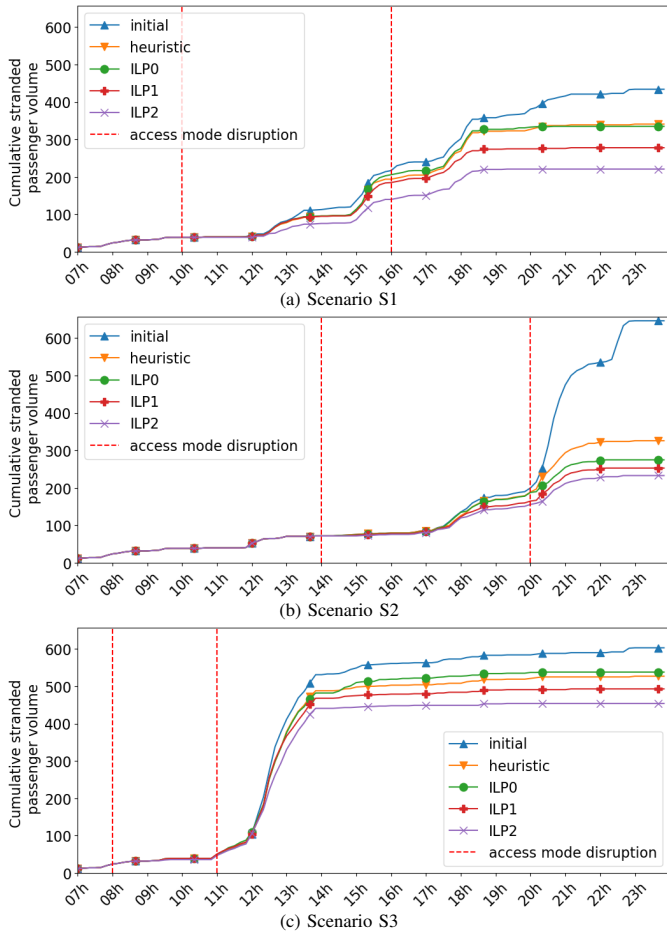 600
500
400
300
200
100
0
Cumulative stranded
passenger volume
initial
heuristic
ILP0
ILP1
ILP2
access mode disruption
07h
08h
09h
10h
11h
12h
13h
14h
15h
16h
17h
18h
19h
20h
21h
22h
23h
(a) Scenario S1
600
500
400
300
200
100
0
Cumulative stranded
passenger volume
initial
heuristic
ILP0
ILP1
ILP2
access mode disruption
07h
08h
09h
10h
11h
12h
13h
14h
15h
16h
17h
18h
19h
20h
21h
22h
23h
(b) Scenario S2
600
500
400
300
200
100
0
Cumulative stranded
passenger volume
initial
heuristic
ILP0
ILP1
ILP2
access mode disruption
07h
08h
09h
10h
11h
12h
13h
14h
15h
16h
17h
18h
19h
20h
21h
22h
23h
(c) Scenario S3